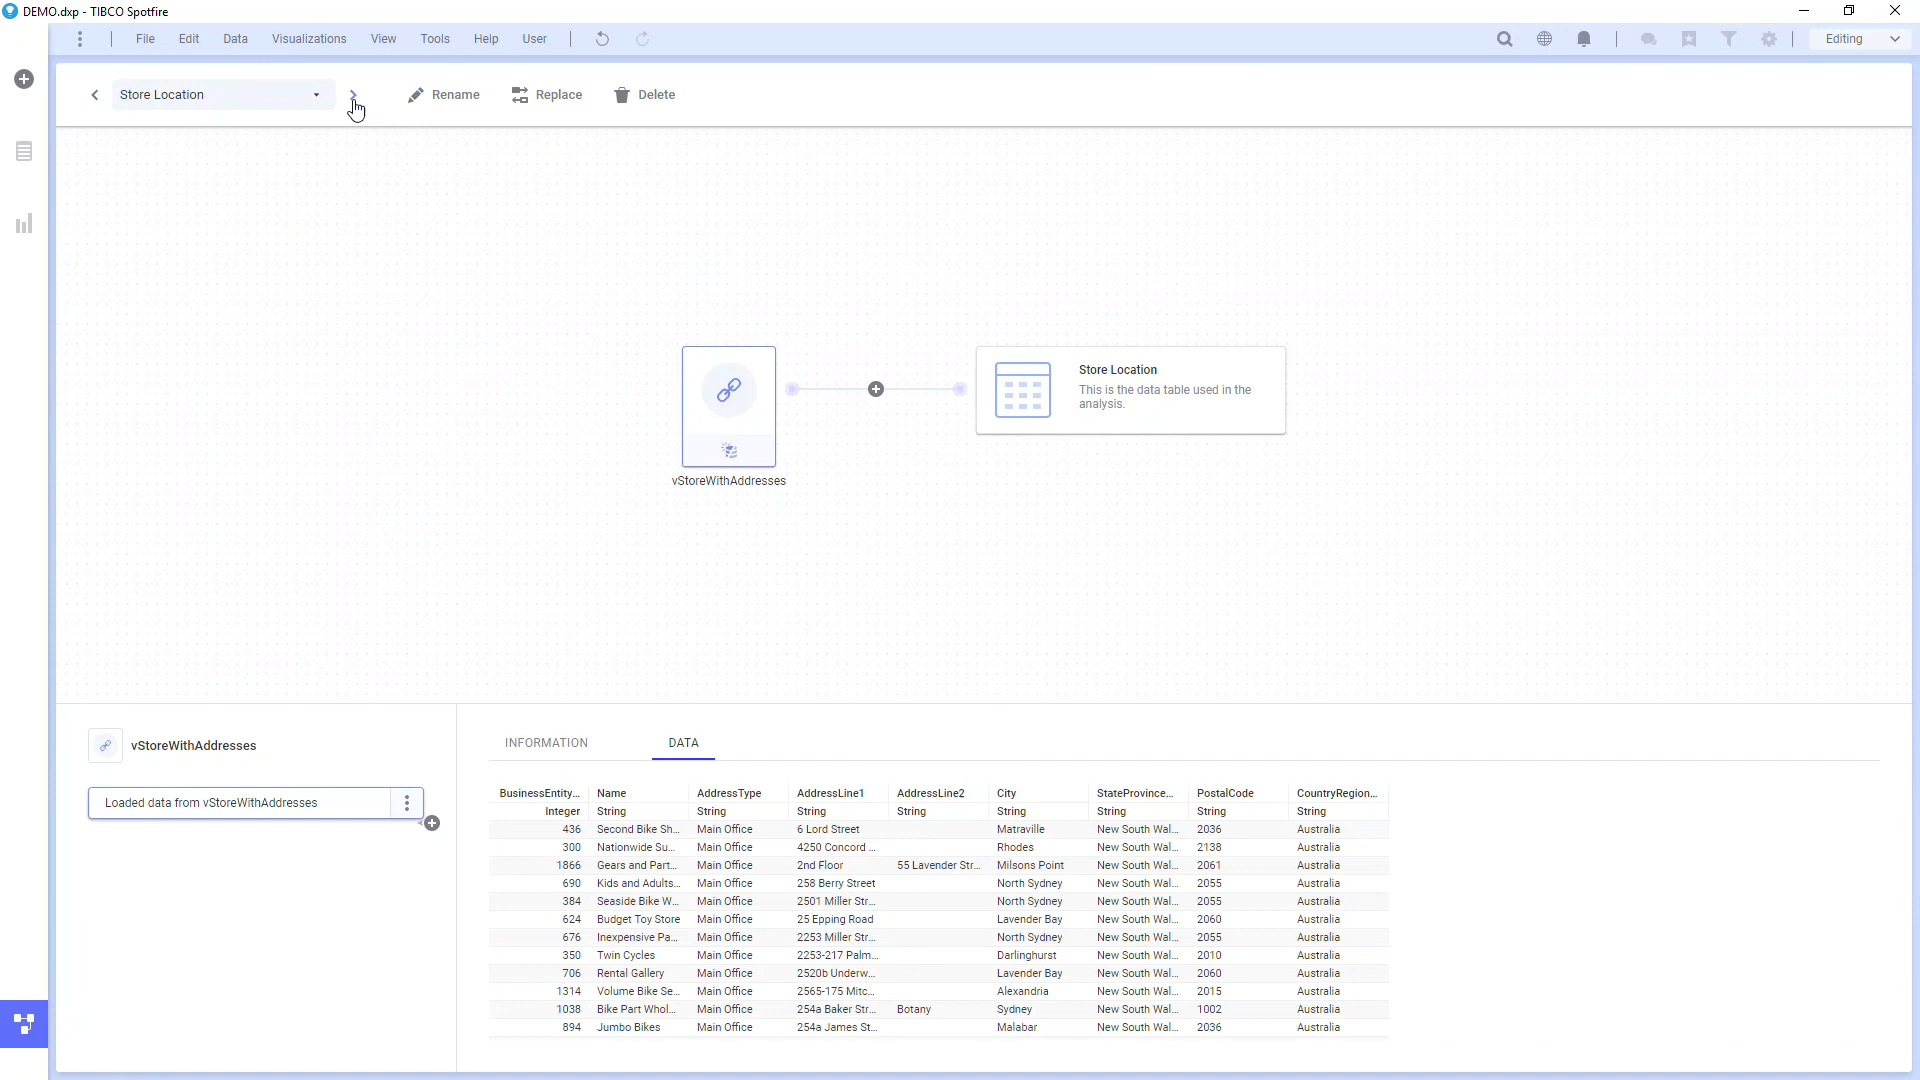 DEMO.dxp - TIBCO Spotfire
File Edit Data Visualizations View Tools Help User Editing
Store Location Rename Replace Delete
Store Location
This is the data table used in the
analysis.
vStoreWithAddresses
vStoreWithAddresses
Loaded data from vStoreWithAddresses
INFORMATION DATA
BusinessEntity... Name AddressType AddressLine1 AddressLine2 City StateProvince... PostalCode CountryRegion...
Integer String String String String String String String String
436 Second Bike Sh... Main Office 6 Lord Street Matraville New South Wal... 2036 Australia
300 Nationwide Su... Main Office 4250 Concord ... Rhodes New South Wal... 2138 Australia
1866 Gears and Part... Main Office 2nd Floor 55 Lavender Str... Milsons Point New South Wal... 2061 Australia
690 Kids and Adults... Main Office 258 Berry Street North Sydney New South Wal... 2055 Australia
384 Seaside Bike W... Main Office 2501 Miller Str... North Sydney New South Wal... 2055 Australia
624 Budget Toy Store Main Office 25 Epping Road Lavender Bay New South Wal... 2060 Australia
676 Inexpensive Pa... Main Office 2253 Miller Str... North Sydney New South Wal... 2055 Australia
350 Twin Cycles Main Office 2253-217 Palm... Darlinghurst New South Wal... 2010 Australia
706 Rental Gallery Main Office 2520b Underw... Lavender Bay New South Wal... 2060 Australia
1314 Volume Bike Se... Main Office 2565-175 Mitc... Alexandria New South Wal... 2015 Australia
1038 Bike Part Whol... Main Office 254a Baker Str... Botany Sydney New South Wal... 1002 Australia
894 Jumbo Bikes Main Office 254a James St... Malabar New South Wal... 2036 Australia